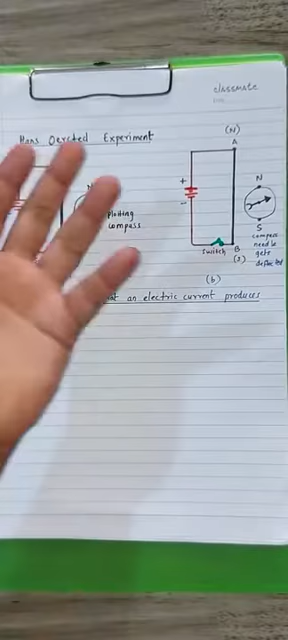 classmate
Hans Oersted Experiment
(N)
A
+
-
N
S
Plotting
compass
Switch
B
(S)
compass
needle
gets
deflected
(b)
an electric current produces